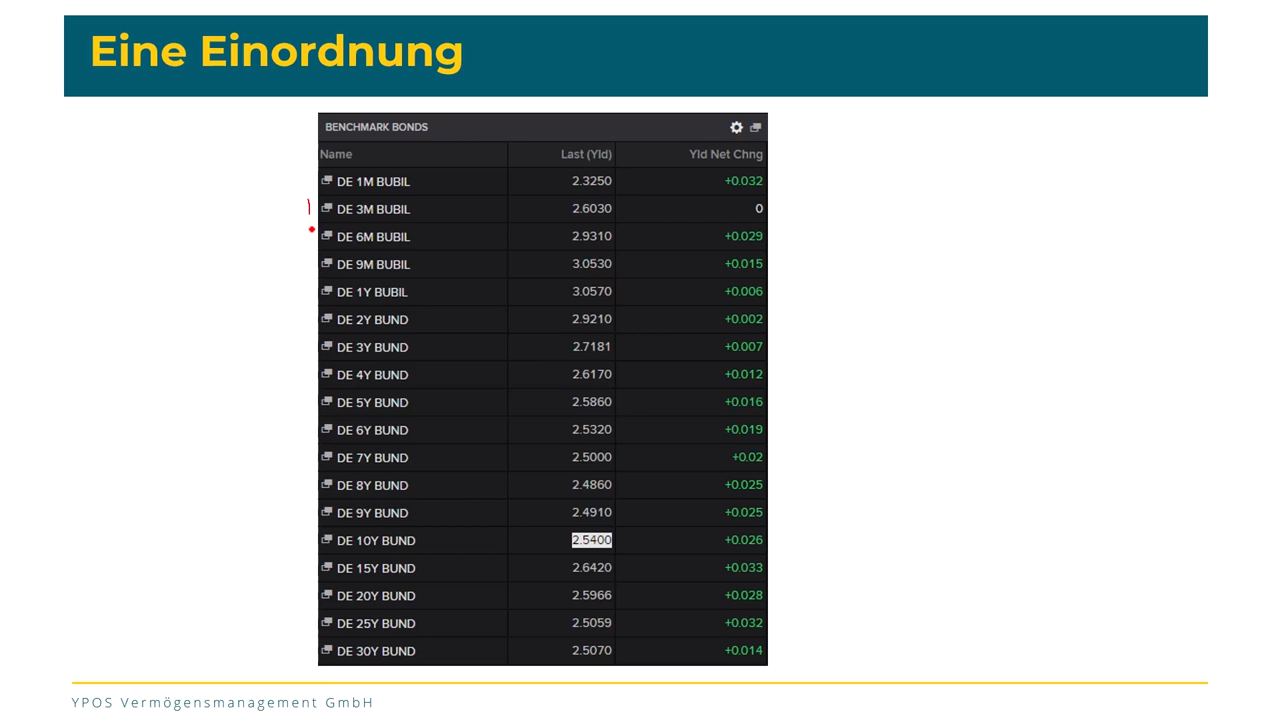 Eine Einordnung
BENCHMARK BONDS
Name Last (Yld) Yld Net Chng
DE 1M BUBIL 2.3250 +0.032
DE 3M BUBIL 2.6030 0
DE 6M BUBIL 2.9310 +0.029
DE 9M BUBIL 3.0530 +0.015
DE 1Y BUBIL 3.0570 +0.006
DE 2Y BUND 2.9210 +0.002
DE 3Y BUND 2.7181 +0.007
DE 4Y BUND 2.6170 +0.012
DE 5Y BUND 2.5860 +0.016
DE 6Y BUND 2.5320 +0.019
DE 7Y BUND 2.5000 +0.02
DE 8Y BUND 2.4860 +0.025
DE 9Y BUND 2.4910 +0.025
DE 10Y BUND 2.5400 +0.026
DE 15Y BUND 2.6420 +0.033
DE 20Y BUND 2.5966 +0.028
DE 25Y BUND 2.5059 +0.032
DE 30Y BUND 2.5070 +0.014
YPOS Vermögensmanagement GmbH